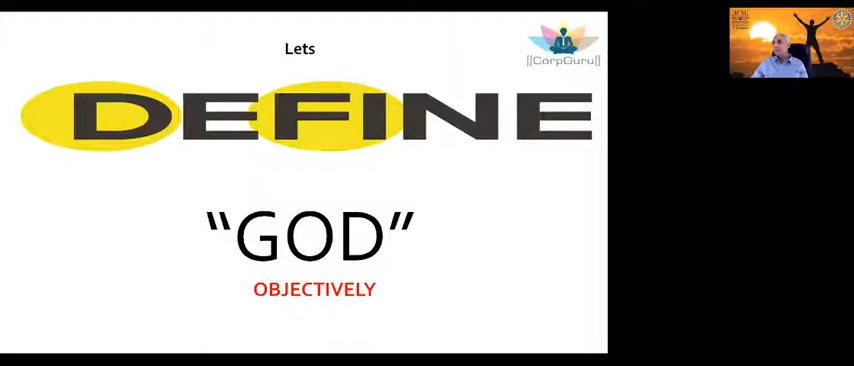 Lets
||CorpGuru||
DEFINE
“GOD”
OBJECTIVELY